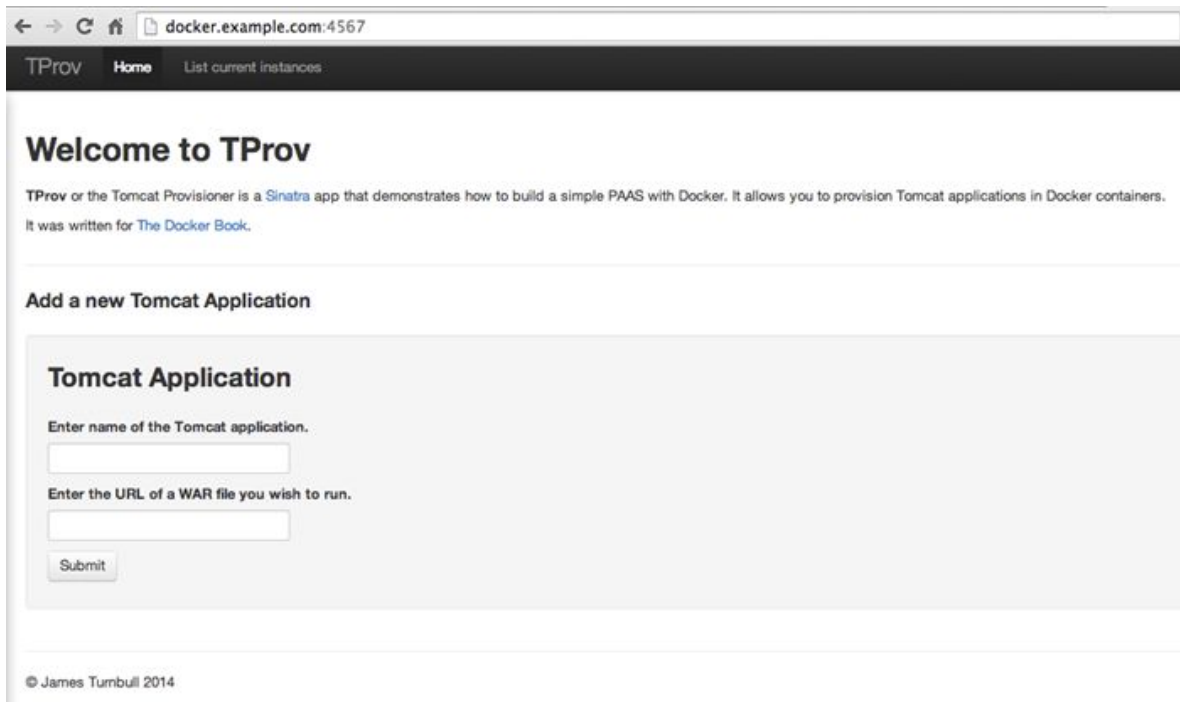 docker.example.com:4567
TProv Home List current instances
Welcome to TProv
TProv or the Tomcat Provisioner is a Sinatra app that demonstrates how to build a simple PAAS with Docker. It allows you to provision Tomcat applications in Docker containers.
It was written for The Docker Book.
Add a new Tomcat Application
Tomcat Application
Enter name of the Tomcat application.
Enter the URL of a WAR file you wish to run.
Submit
© James Turnbull 2014